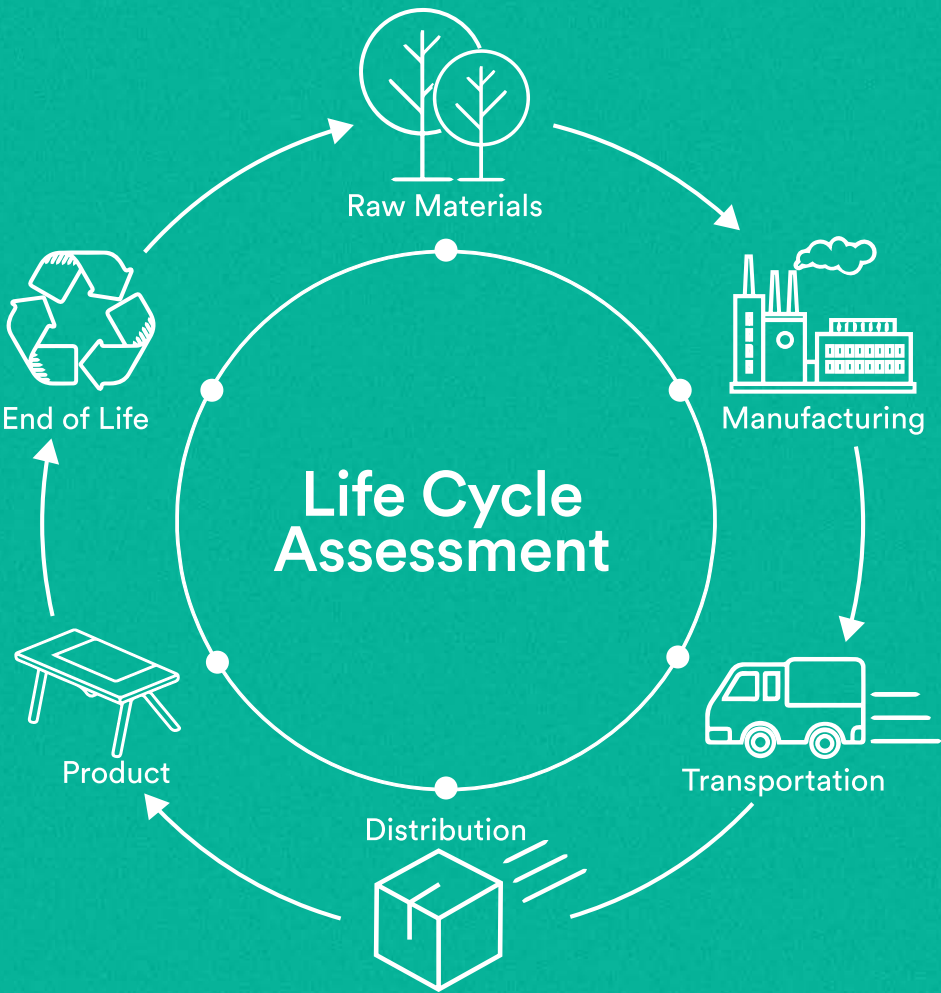 Raw Materials
End of Life
Manufacturing
Life Cycle
Assessment
Product
Transportation
Distribution